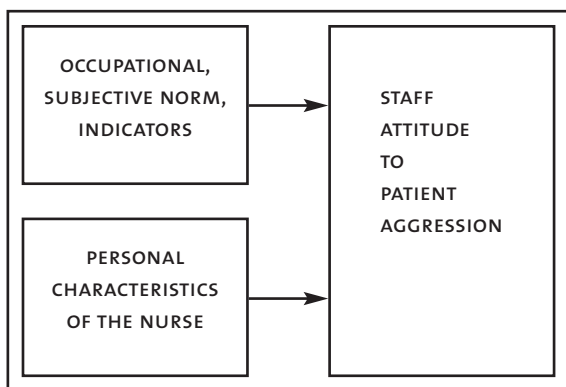 OCCUPATIONAL,
SUBJECTIVE NORM,
INDICATORS
STAFF
ATTITUDE
TO
PATIENT
AGGRESSION
PERSONAL
CHARACTERISTICS
OF THE NURSE